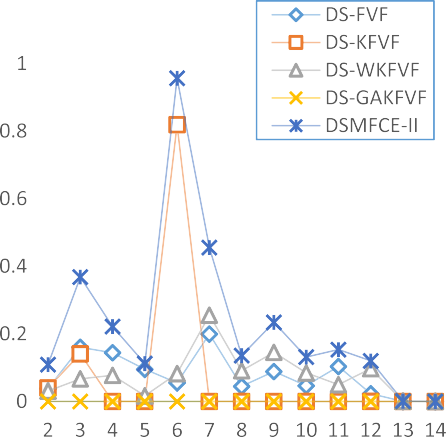 DS-FVF
DS-KFVF
DS-WKFVF
DS-GAKFVF
DSMFCE-II
1
0.8
0.6
0.4
0.2
0
2 3 4 5 6 7 8 9 10 11 12 13 14